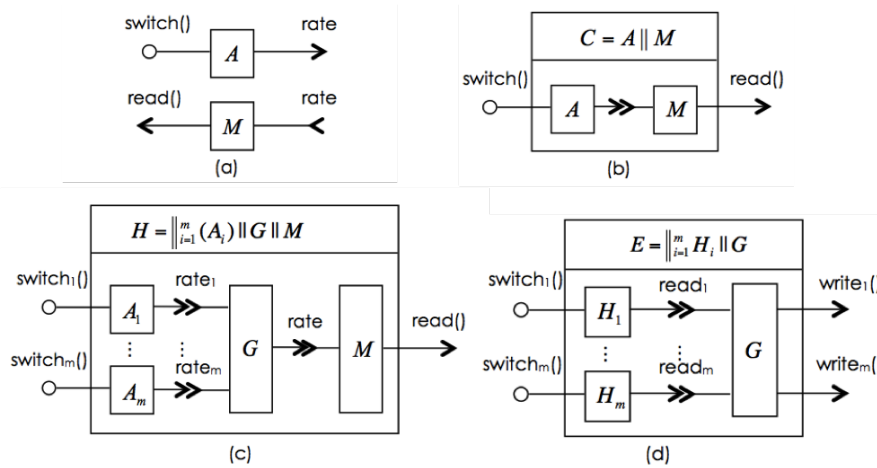 switch() rate
A
read() rate
M
(a)
C = A || M
switch() read()
A M
(b)
H = ||ᵐᵢ₌₁ (Aᵢ) || G || M
switch₁() rate₁
A₁
rate read()
G M
⋮ ⋮
switchₘ() rateₘ
Aₘ
(c)
E = ||ᵐᵢ₌₁ Hᵢ || G
switch₁() read₁ write₁()
H₁
G
⋮ ⋮
switchₘ() readₘ writeₘ()
Hₘ
(d)